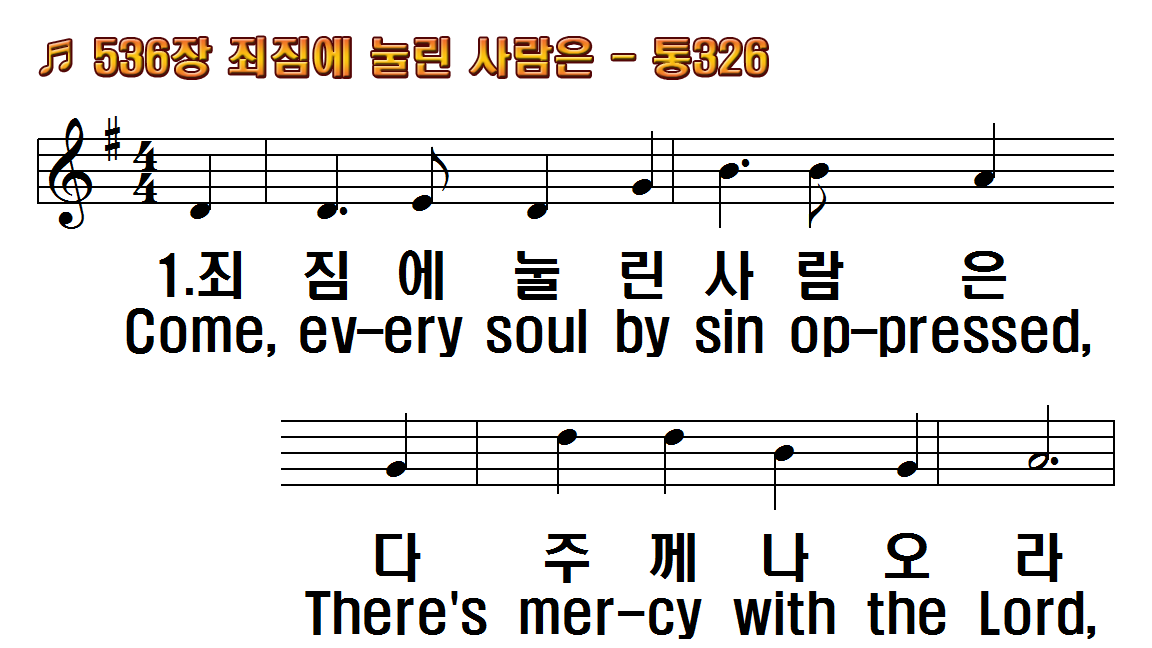 ♬ 536장 죄짐에 눌린 사람은 - 통326
1.죄 짐 에 눌 린 사 람 은
Come, ev-ery soul by sin op-pressed,
다 주 께 나 오 라
There's mer-cy with the Lord,